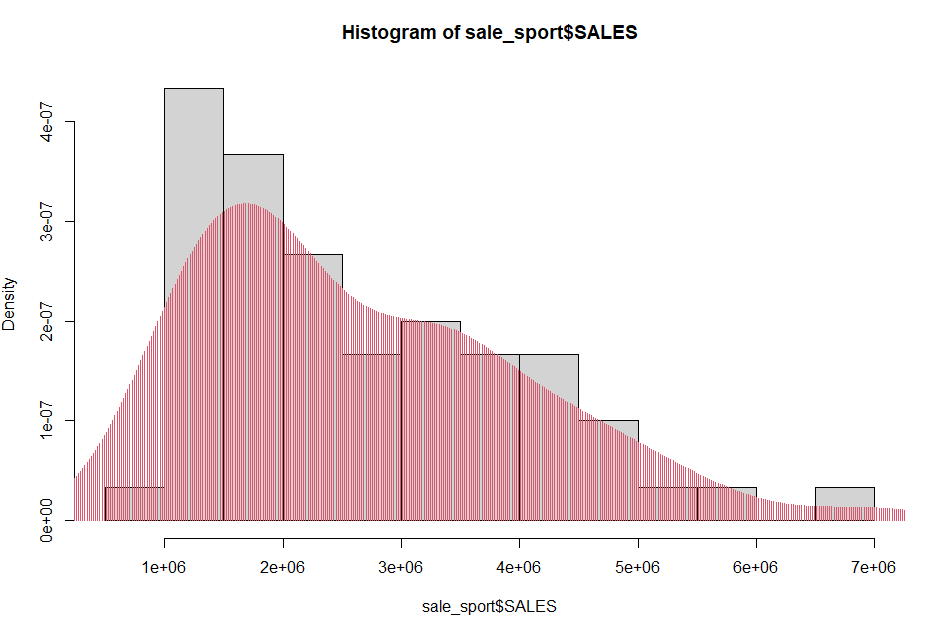 Histogram of sale_sport$SALES
Density
4e-07
3e-07
2e-07
1e-07
0e+00
1e+06 2e+06 3e+06 4e+06 5e+06 6e+06 7e+06
sale_sport$SALES